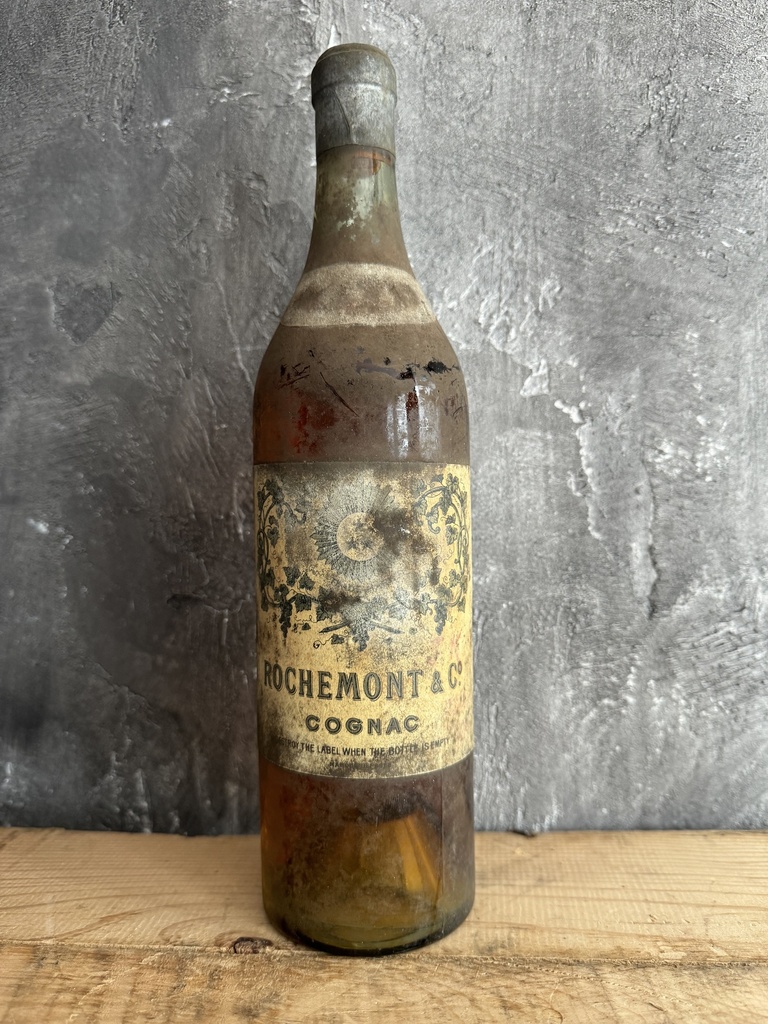 ROCHEMONT & Cº
COGNAC
THE LABEL WHEN THE BOTTLE IS EMPTY